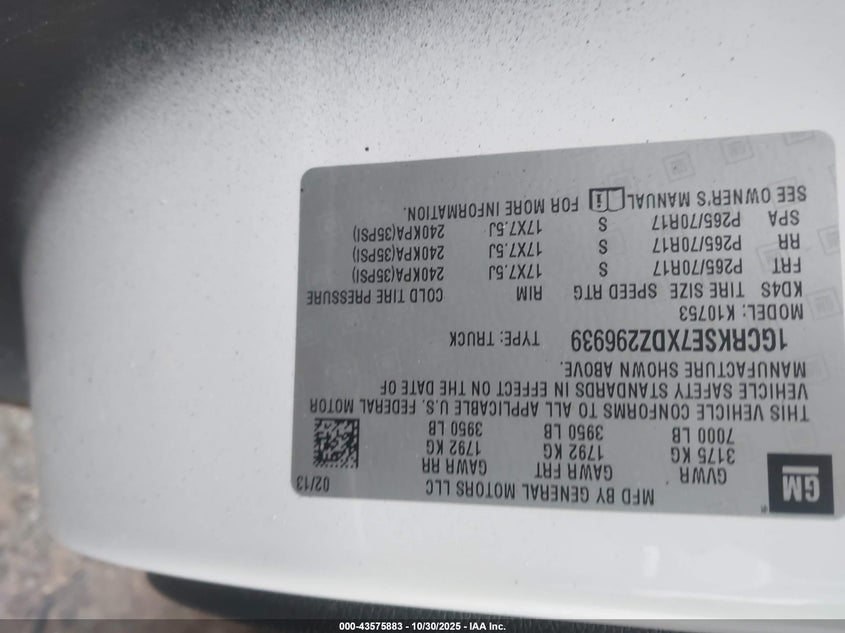 GM
MFD BY GENERAL MOTORS LLC 02/13
GVWR GAWR FRT GAWR RR
3175 KG 1792 KG 1792 KG
7000 LB 3950 LB 3950 LB
THIS VEHICLE CONFORMS TO ALL APPLICABLE U.S. FEDERAL MOTOR
VEHICLE SAFETY STANDARDS IN EFFECT ON THE DATE OF
MANUFACTURE SHOWN ABOVE.
1GCRKSE7XDZ296939 TYPE: TRUCK
MODEL: K10753
KD4S TIRE SIZE SPEED RTG RIM COLD TIRE PRESSURE
FRT P265/70R17 S 17X7.5J 240KPA(35PSI)
RR P265/70R17 S 17X7.5J 240KPA(35PSI)
SPA P265/70R17 S 17X7.5J 240KPA(35PSI)
SEE OWNER'S MANUAL FOR MORE INFORMATION.
000-43575883 - 10/30/2025 - IAA Inc.